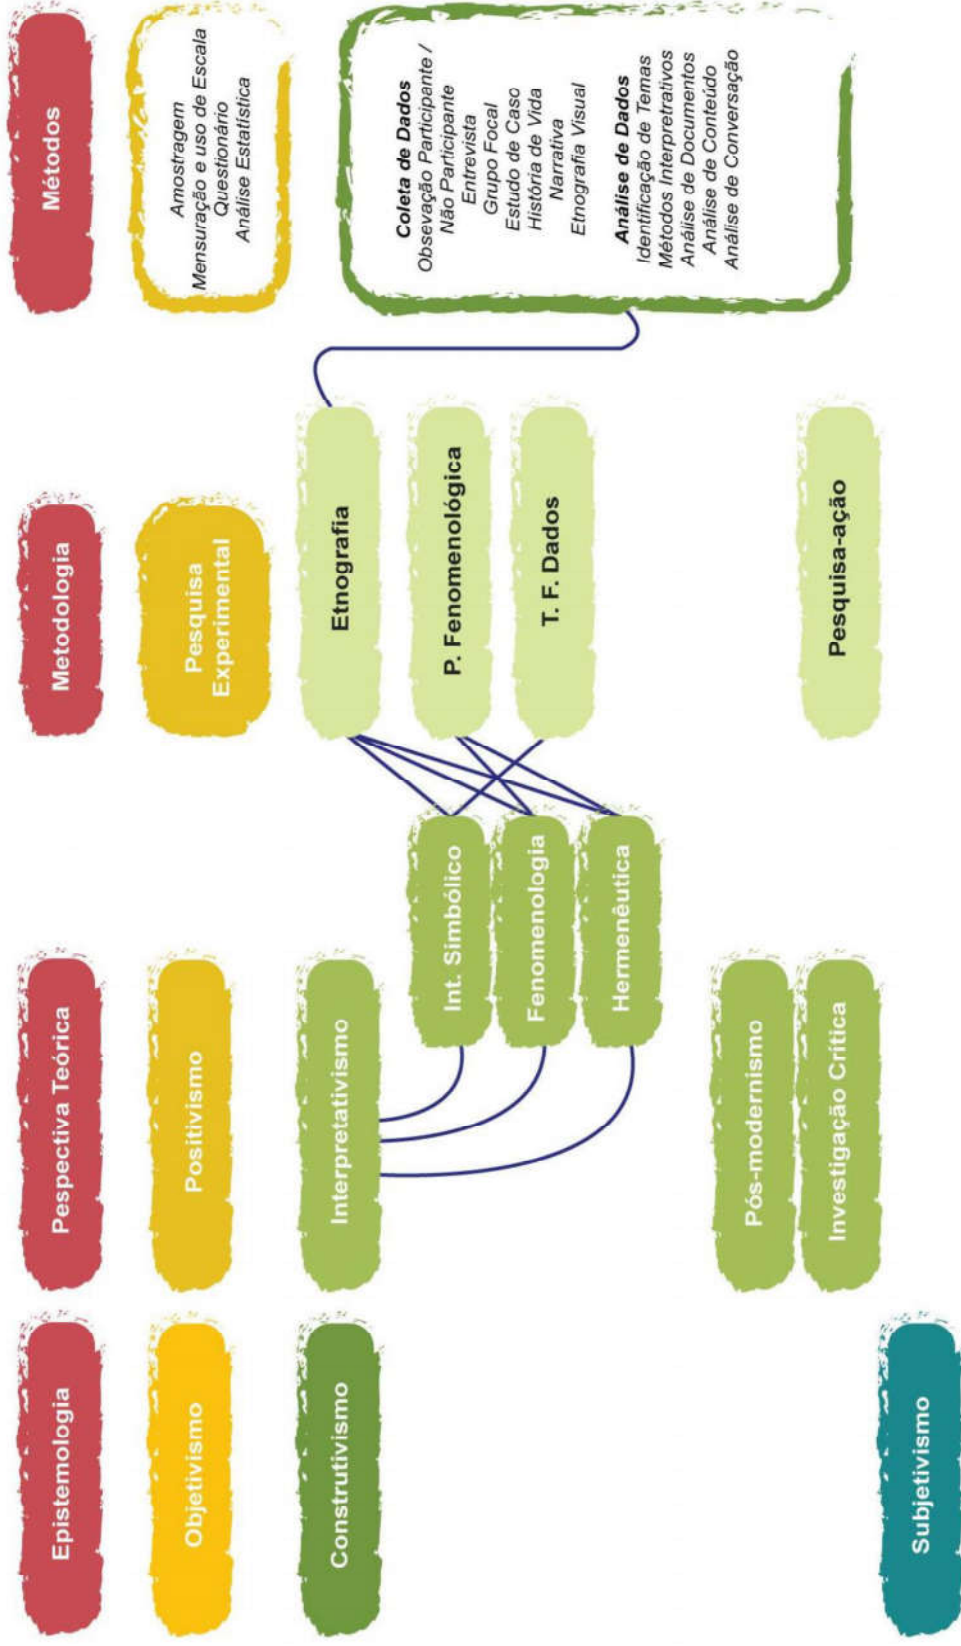 Epistemologia
Pespectiva Teórica
Metodologia
Métodos
Objetivismo
Positivismo
Pesquisa
Experimental
Amostragem
Mensuração e uso de Escala
Questionário
Análise Estatística
Construtivismo
Interpretativismo
Int. Simbólico
Fenomenologia
Hermenêutica
Etnografia
P. Fenomenológica
T. F. Dados
Coleta de Dados
Obsevação Participante /
Não Participante
Entrevista
Grupo Focal
Estudo de Caso
História de Vida
Narrativa
Etnografia Visual
Análise de Dados
Identificação de Temas
Métodos Interpretativos
Análise de Documentos
Análise de Conteúdo
Análise de Conversação
Pós-modernismo
Investigação Crítica
Pesquisa-ação
Subjetivismo